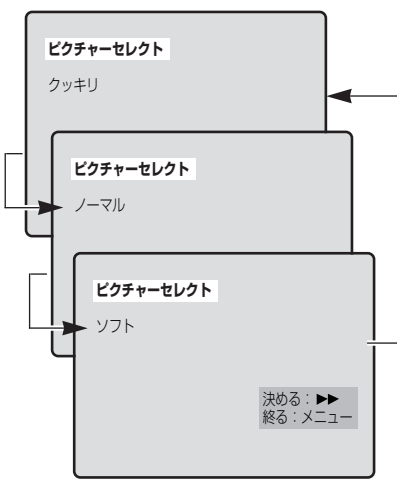 ピクチャーセレクト
クッキリ
ピクチャーセレクト
ノーマル
ピクチャーセレクト
ソフト
決める：▶▶
終る：メニュー